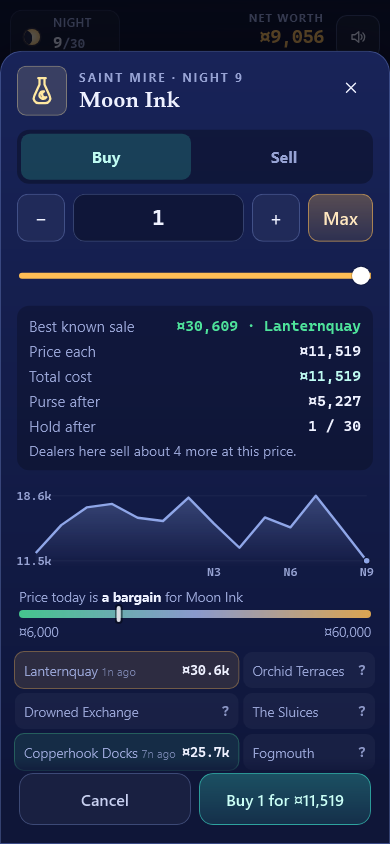 NIGHT
9/30
NET WORTH
¤9,056
SAINT MIRE · NIGHT 9
Moon Ink
×
Buy
Sell
−
1
+
Max
Best known sale ¤30,609 · Lanternquay
Price each ¤11,519
Total cost ¤11,519
Purse after ¤5,227
Hold after 1 / 30
Dealers here sell about 4 more at this price.
18.6k
11.5k
N3 N6 N9
Price today is a bargain for Moon Ink
¤6,000 ¤60,000
Lanternquay 1n ago ¤30.6k
Orchid Terraces ?
Drowned Exchange ?
The Sluices ?
Copperhook Docks 7n ago ¤25.7k
Fogmouth ?
Cancel
Buy 1 for ¤11,519